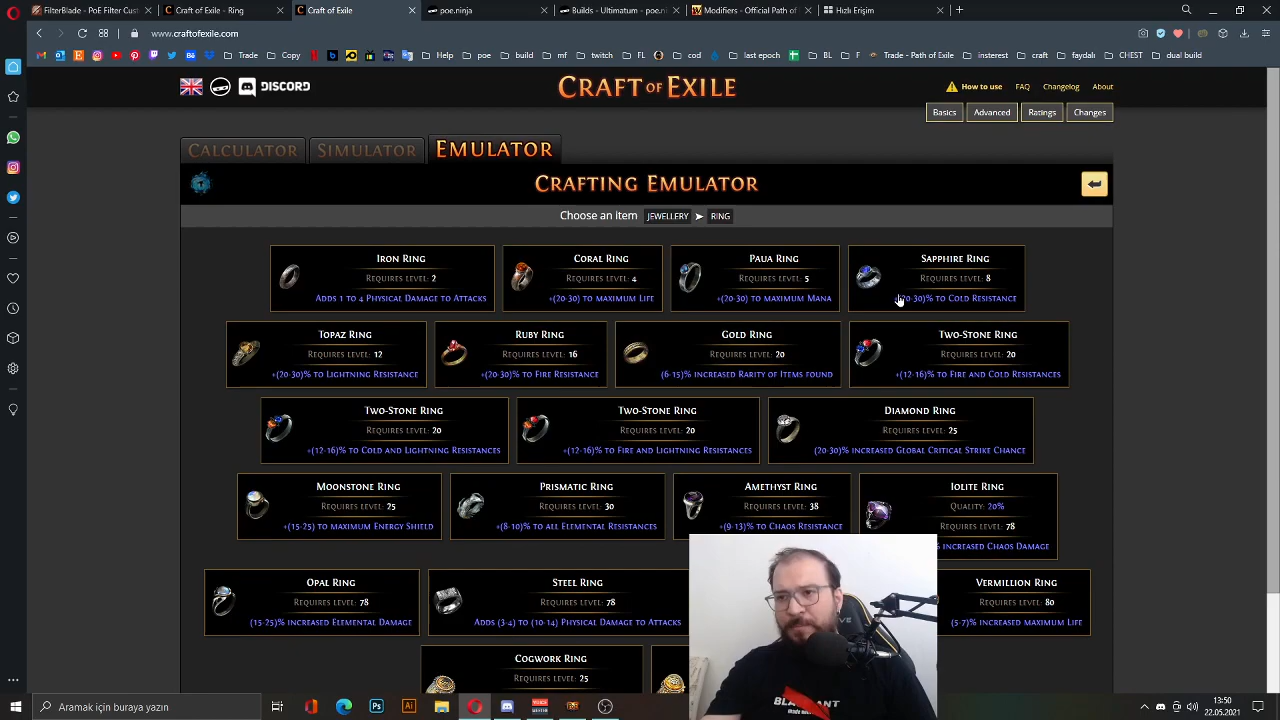 FilterBlade - PoE Filter Cust
Craft of Exile - Ring
Craft of Exile
poe.ninja
Builds - Ultimatum - poe.ni
Modifiers - Official Path of
Hızlı Erişim
www.craftofexile.com
Trade
Copy
Help
poe
build
mf
twitch
FL
cod
last epoch
BL
F
Trade - Path of Exile
insterest
craft
faydalı
CHEST
dual build
DISCORD
CRAFT OF EXILE
How to use
FAQ
Changelog
About
Basics
Advanced
Ratings
Changes
CALCULATOR
SIMULATOR
EMULATOR
CRAFTING EMULATOR
Choose an item JEWELLERY RING
IRON RING
REQUIRES LEVEL: 2
ADDS 1 TO 4 PHYSICAL DAMAGE TO ATTACKS
CORAL RING
REQUIRES LEVEL: 4
+(20-30) TO MAXIMUM LIFE
PAUA RING
REQUIRES LEVEL: 5
+(20-30) TO MAXIMUM MANA
SAPPHIRE RING
REQUIRES LEVEL: 8
+(20-30)% TO COLD RESISTANCE
TOPAZ RING
REQUIRES LEVEL: 12
+(20-30)% TO LIGHTNING RESISTANCE
RUBY RING
REQUIRES LEVEL: 16
+(20-30)% TO FIRE RESISTANCE
GOLD RING
REQUIRES LEVEL: 20
(6-15)% INCREASED RARITY OF ITEMS FOUND
TWO-STONE RING
REQUIRES LEVEL: 20
+(12-16)% TO FIRE AND COLD RESISTANCES
TWO-STONE RING
REQUIRES LEVEL: 20
+(12-16)% TO COLD AND LIGHTNING RESISTANCES
TWO-STONE RING
REQUIRES LEVEL: 20
+(12-16)% TO FIRE AND LIGHTNING RESISTANCES
DIAMOND RING
REQUIRES LEVEL: 25
(20-30)% INCREASED GLOBAL CRITICAL STRIKE CHANCE
MOONSTONE RING
REQUIRES LEVEL: 25
+(15-25) TO MAXIMUM ENERGY SHIELD
PRISMATIC RING
REQUIRES LEVEL: 30
+(8-10)% TO ALL ELEMENTAL RESISTANCES
AMETHYST RING
REQUIRES LEVEL: 38
+(9-13)% TO CHAOS RESISTANCE
IOLITE RING
QUALITY: 20%
REQUIRES LEVEL: 78
% INCREASED CHAOS DAMAGE
OPAL RING
REQUIRES LEVEL: 78
(15-25)% INCREASED ELEMENTAL DAMAGE
STEEL RING
REQUIRES LEVEL: 78
ADDS (3-4) TO (10-14) PHYSICAL DAMAGE TO ATTACKS
VERMILLION RING
REQUIRES LEVEL: 80
(5-7)% INCREASED MAXIMUM LIFE
COGWORK RING
REQUIRES LEVEL: 25
Aramak için buraya yazın
13:50
22.05.2021